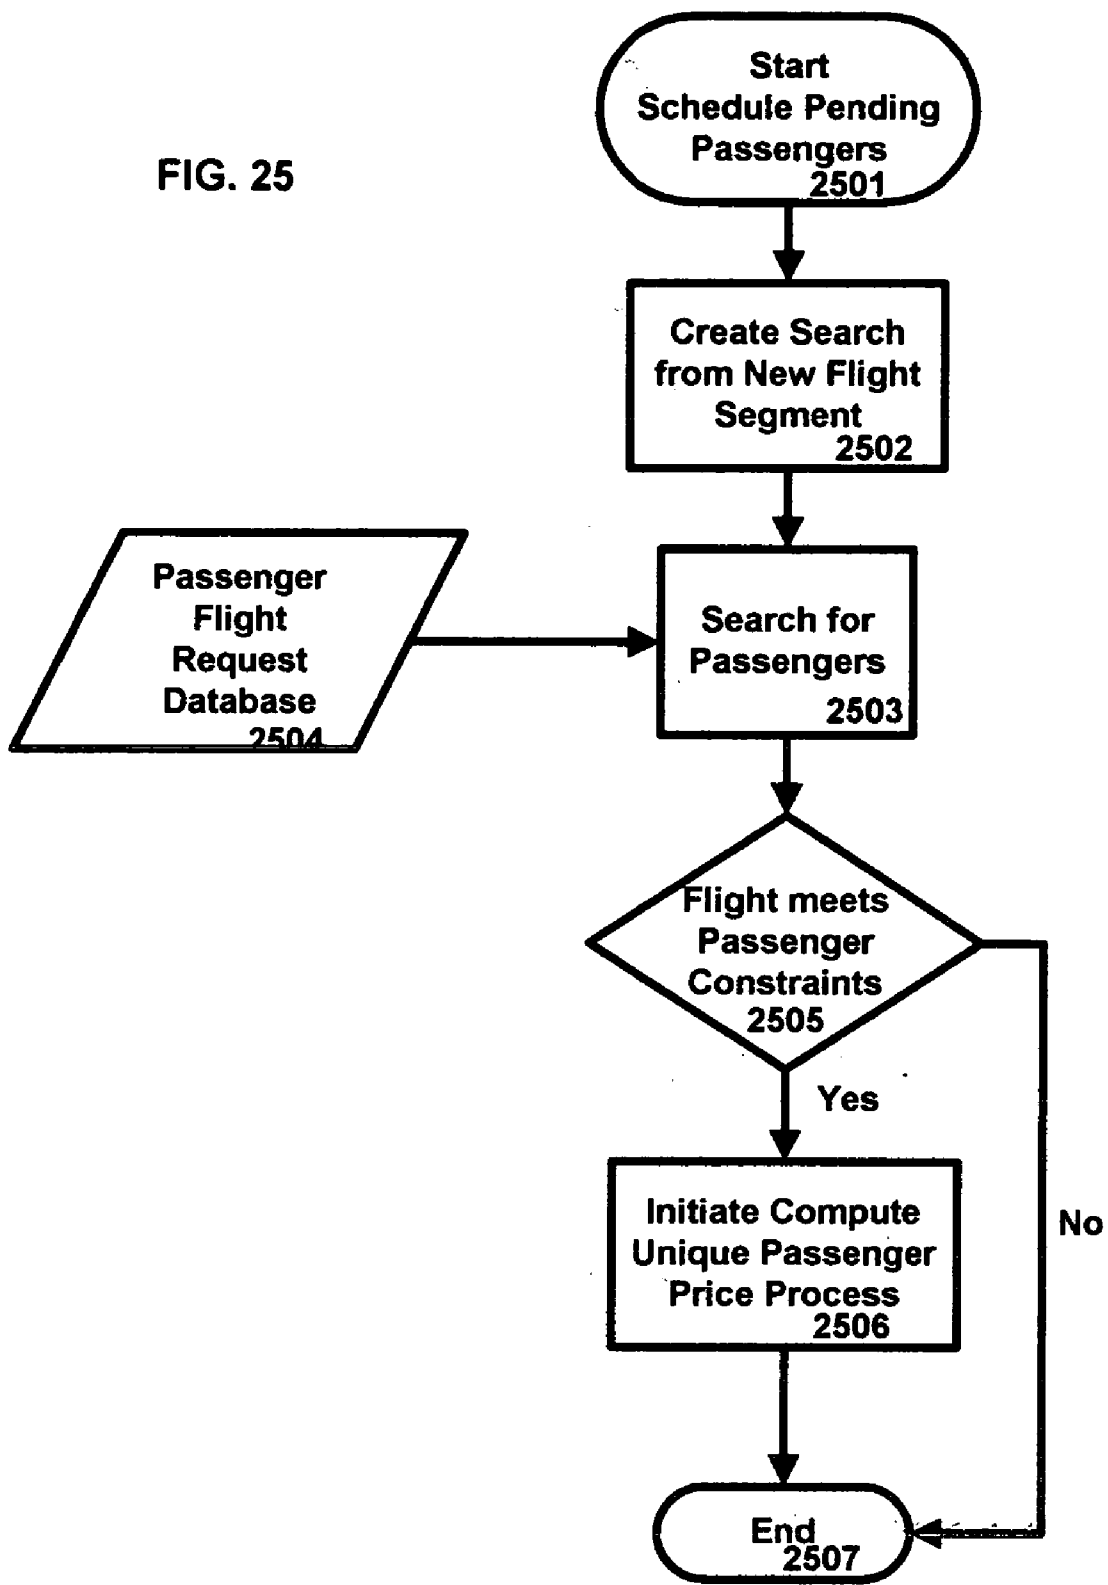 FIG. 25
Start
Schedule Pending
Passengers
2501
Create Search
from New Flight
Segment
2502
Passenger
Flight
Request
Database
2504
Search for
Passengers
2503
Flight meets
Passenger
Constraints
2505
Yes
No
Initiate Compute
Unique Passenger
Price Process
2506
End
2507